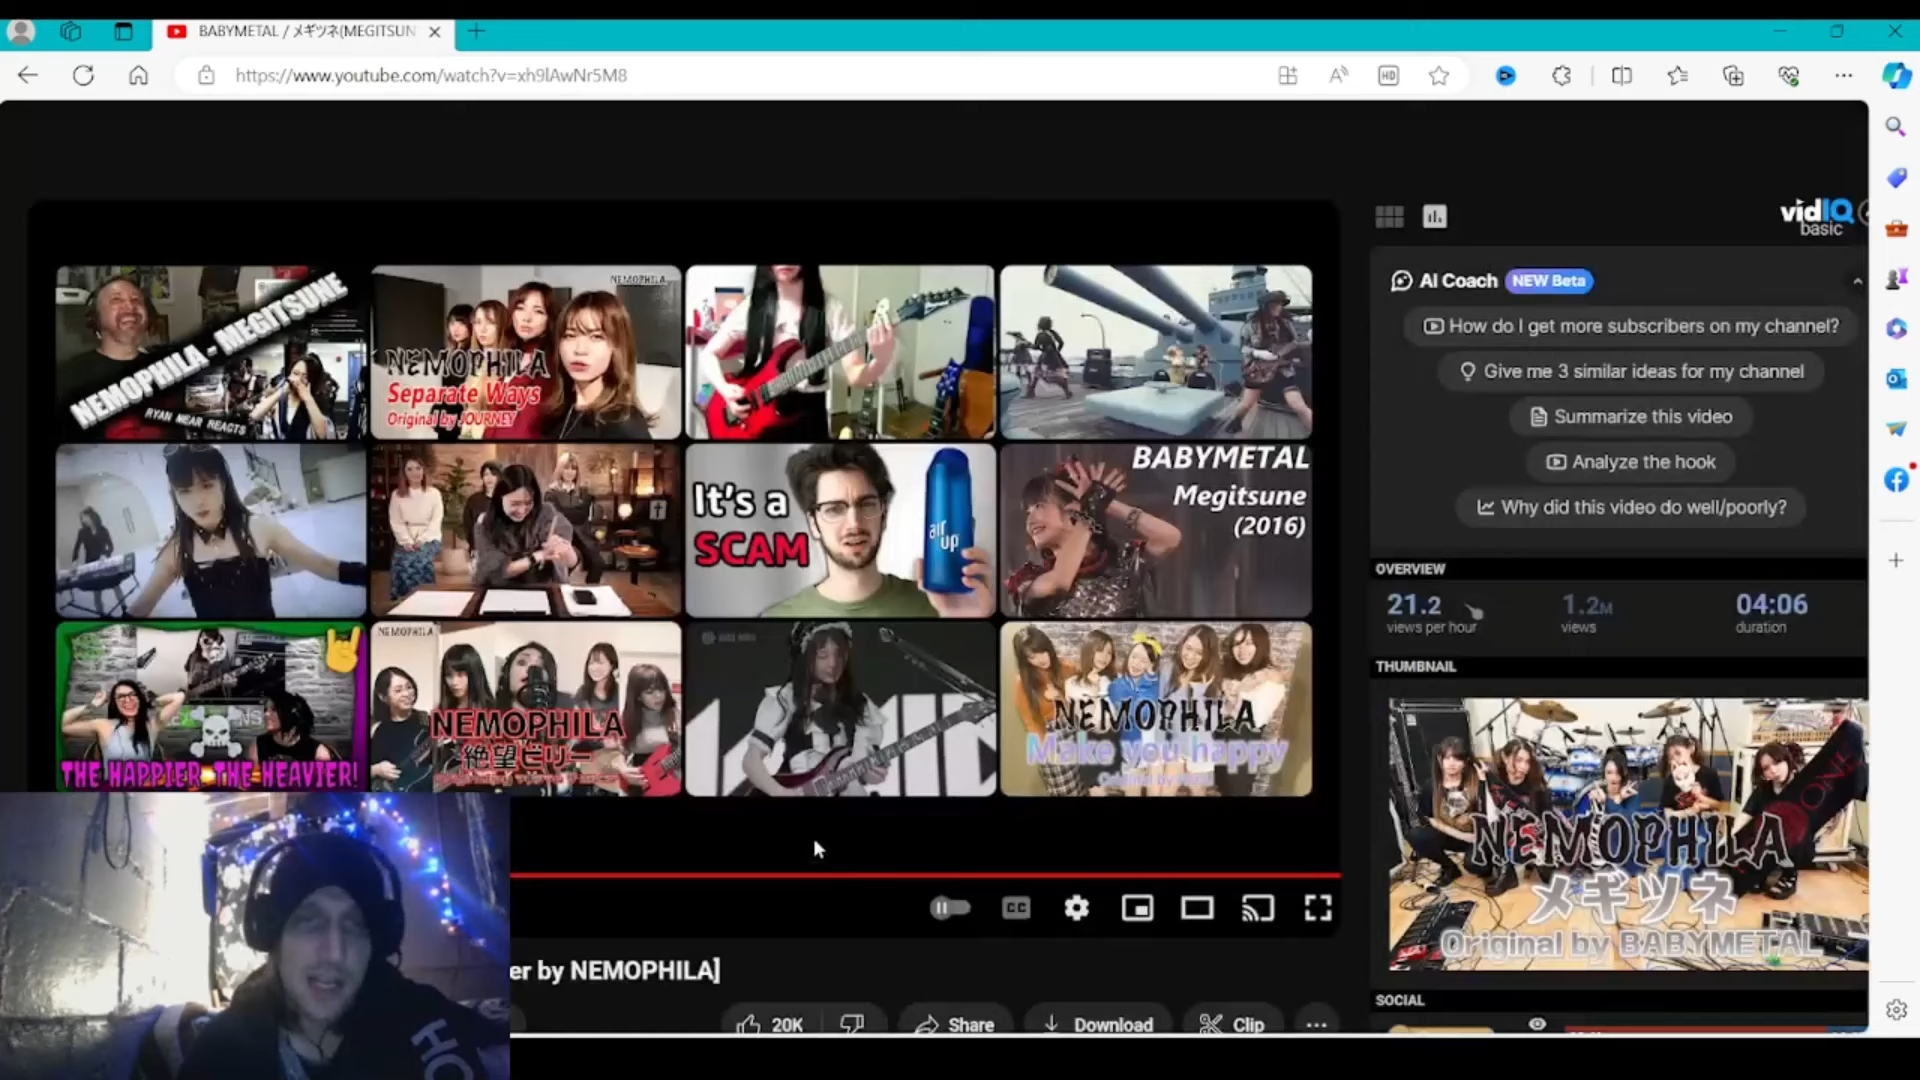 BABYMETAL / メギツネ(MEGITSUN
https://www.youtube.com/watch?v=xh9lAwNr5M8
HD
vidIQ
basic
AI Coach NEW Beta
How do I get more subscribers on my channel?
Give me 3 similar ideas for my channel
Summarize this video
Analyze the hook
Why did this video do well/poorly?
OVERVIEW
21.2
views per hour
1.2M
views
04:06
duration
THUMBNAIL
NEMOPHILA
メギツネ
Original by BABYMETAL
SOCIAL
NEMOPHILA - MEGITSUNE
RYAN MEAR REACTS
NEMOPHILA
NEMOPHILA
Separate Ways
Original by JOURNEY
It's a
SCAM
air
up
BABYMETAL
Megitsune
(2016)
THE HAPPIER THE HEAVIER!
NEMOPHILA
NEMOPHILA
絶望ビリー
NEMOPHILA
Make you happy
CC
er by NEMOPHILA]
20K
Share
Download
Clip
HO